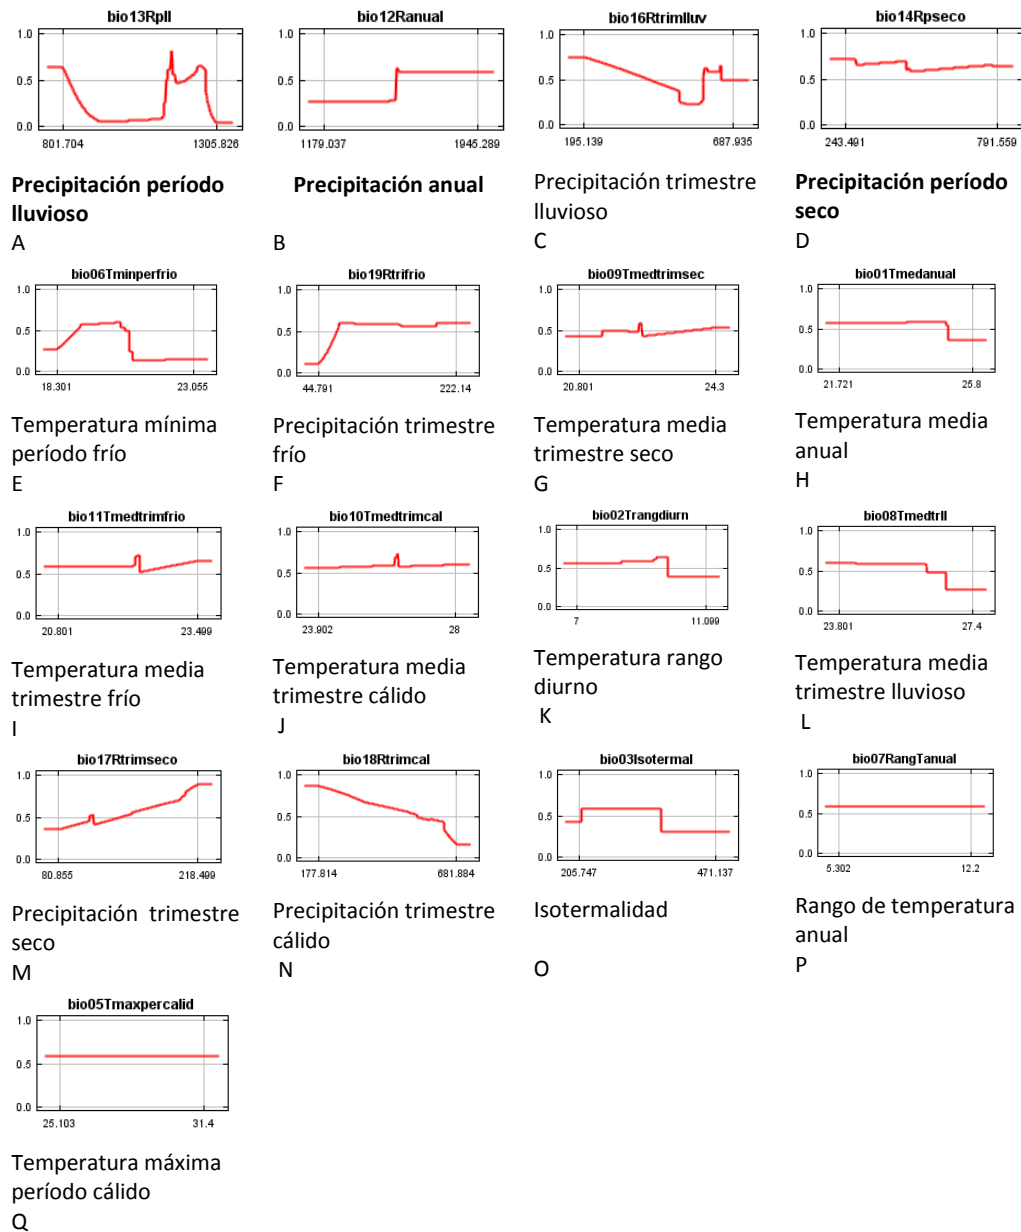 bio13Rpll
1.0
0.5
0.0
801.704 1305.826
Precipitación período
lluvioso
A
bio12Ranual
1.0
0.5
0.0
1179.037 1945.289
Precipitación anual
B
bio16Rtrimlluv
1.0
0.5
0.0
195.139 687.935
Precipitación trimestre
lluvioso
C
bio14Rpseco
1.0
0.5
0.0
243.491 791.559
Precipitación período
seco
D
bio06Tminperfrio
1.0
0.5
0.0
18.301 23.055
Temperatura mínima
período frío
E
bio19Rtrifrio
1.0
0.5
0.0
44.791 222.14
Precipitación trimestre
frío
F
bio09Tmedtrimsec
1.0
0.5
0.0
20.801 24.3
Temperatura media
trimestre seco
G
bio01Tmedanual
1.0
0.5
0.0
21.721 25.8
Temperatura media
anual
H
bio11Tmedtrimfrio
1.0
0.5
0.0
20.801 23.499
Temperatura media
trimestre frío
I
bio10Tmedtrimcal
1.0
0.5
0.0
23.902 28
Temperatura media
trimestre cálido
J
bio02Trangdiurn
1.0
0.5
0.0
7 11.099
Temperatura rango
diurno
K
bio08Tmedtrll
1.0
0.5
0.0
23.801 27.4
Temperatura media
trimestre lluvioso
L
bio17Rtrimseco
1.0
0.5
0.0
80.855 218.499
Precipitación trimestre
seco
M
bio18Rtrimcal
1.0
0.5
0.0
177.814 681.884
Precipitación trimestre
cálido
N
bio03Isotermal
1.0
0.5
0.0
205.747 471.137
Isotermalidad
O
bio07RangTanual
1.0
0.5
0.0
5.302 12.2
Rango de temperatura
anual
P
bio05Tmaxpercalid
1.0
0.5
0.0
25.103 31.4
Temperatura máxima
período cálido
Q